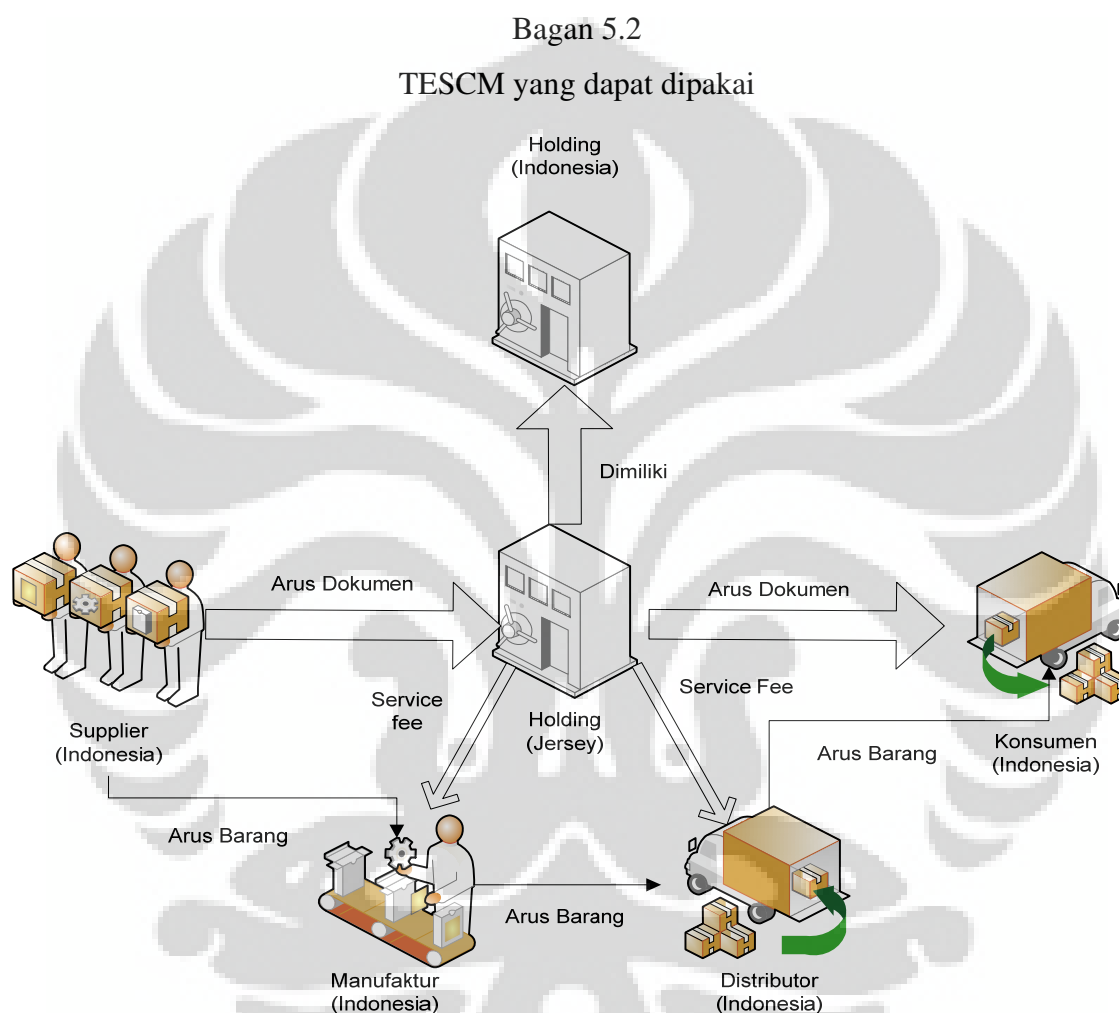 Bagan 5.2
TESCM yang dapat dipakai
Holding
(Indonesia)
Dimiliki
Arus Dokumen
Arus Dokumen
Service
fee
Service Fee
Supplier
(Indonesia)
Holding
(Jersey)
Konsumen
(Indonesia)
Arus Barang
Arus Barang
Arus Barang
Manufaktur
(Indonesia)
Distributor
(Indonesia)